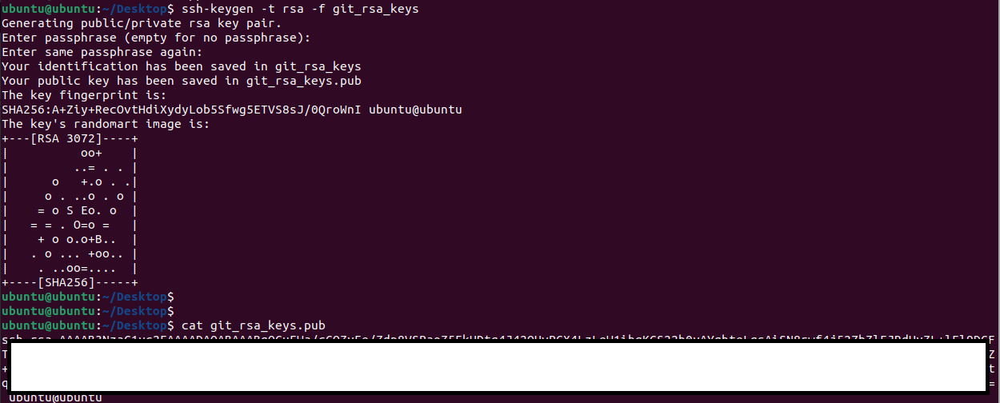 ubuntu@ubuntu:~/Desktop$ ssh-keygen -t rsa -f git_rsa_keys
Generating public/private rsa key pair.
Enter passphrase (empty for no passphrase):
Enter same passphrase again:
Your identification has been saved in git_rsa_keys
Your public key has been saved in git_rsa_keys.pub
The key fingerprint is:
SHA256:A+Ziy+RecOvtHdiXydyLob5Sfwg5ETVS8sJ/0QroWnI ubuntu@ubuntu
The key's randomart image is:
+---[RSA 3072]----+
|          oo+    |
|         ..= . . |
|      o   +.o . .|
|     o . ..o . o |
|    = o S Eo. o  |
|   = = . O=o =   |
|    + o o.o+B..  |
|   . o ... +oo.. |
|    . ..oo=....  |
+----[SHA256]-----+
ubuntu@ubuntu:~/Desktop$
ubuntu@ubuntu:~/Desktop$
ubuntu@ubuntu:~/Desktop$ cat git_rsa_keys.pub
ssh-rsa
ubuntu@ubuntu